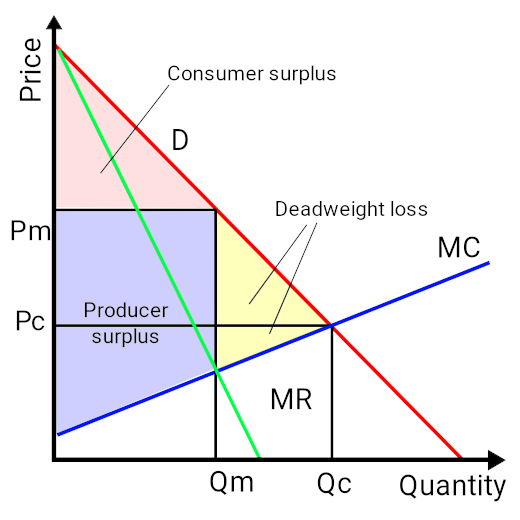 Price
Consumer surplus
D
Deadweight loss
Pm
MC
Pc
Producer
surplus
MR
Qm
Qc
Quantity